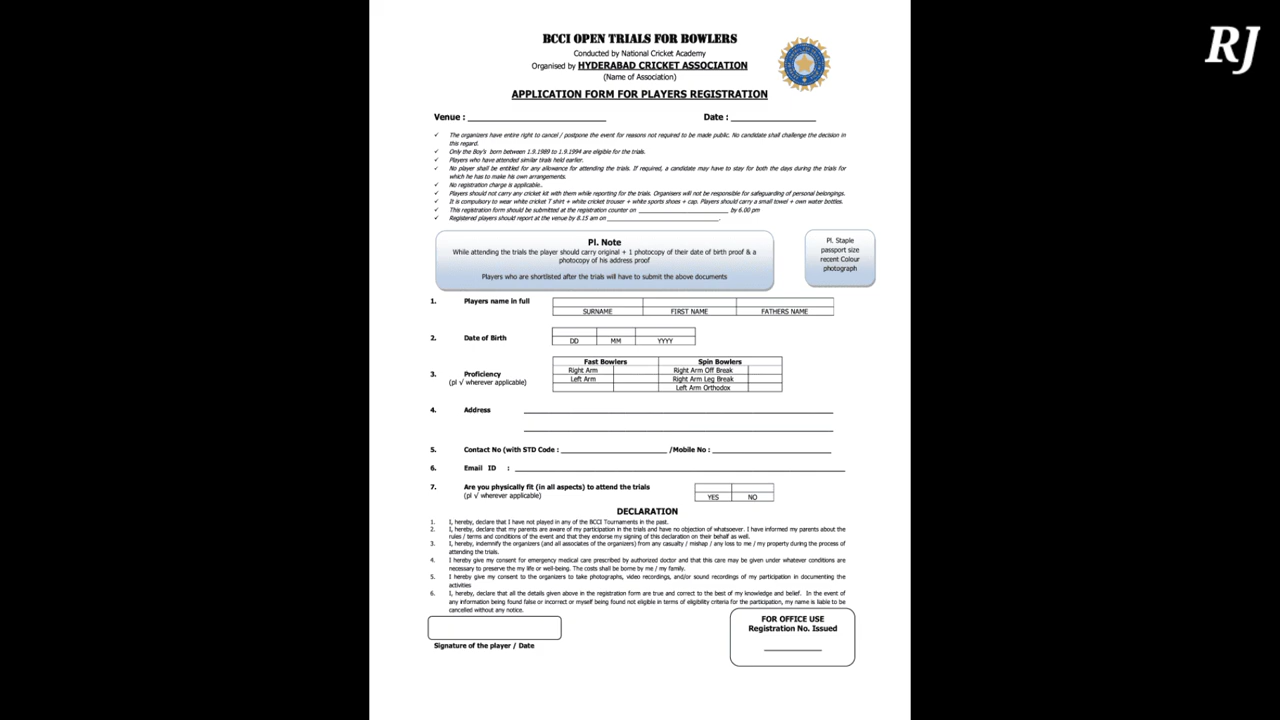 RJ
BCCI OPEN TRIALS FOR BOWLERS
Conducted by National Cricket Academy
Organised by HYDERABAD CRICKET ASSOCIATION
(Name of Association)
APPLICATION FORM FOR PLAYERS REGISTRATION
Venue : ____________________ Date : ____________________
✓ The organizers have entire right to cancel / postpone the event for reasons not required to be made public. No candidate shall challenge the decision in
this regard.
✓ Only the Boy's born between 1.9.1989 to 1.9.1994 are eligible for the trials.
✓ Players who have attended similar trials held earlier.
✓ No player shall be entitled for any allowance for attending the trials. If required, a candidate may have to stay for both the days during the trials for
which he has to make his own arrangements.
✓ No registration charge is applicable..
✓ Players should not carry any cricket kit with them while reporting for the trials. Organisers will not be responsible for safeguarding of personal belongings.
✓ It is compulsory to wear white cricket T shirt + white cricket trouser + white sports shoes + cap. Players should carry a small towel + own water bottles.
✓ This registration form should be submitted at the registration counter on ____________________ by 6.00 pm
✓ Registered players should report at the venue by 8.15 am on ____________________.
Pl. Note
While attending the trials the player should carry original + 1 photocopy of their date of birth proof & a
photocopy of his address proof
Players who are shortlisted after the trials will have to submit the above documents
Pl. Staple
passport size
recent Colour
photograph
1. Players name in full
SURNAME FIRST NAME FATHERS NAME
2. Date of Birth
DD MM YYYY
3. Proficiency
(pl √ wherever applicable)
Fast Bowlers Spin Bowlers
Right Arm Right Arm Off Break
Left Arm Right Arm Leg Break
Left Arm Orthodox
4. Address ____________________
5. Contact No (with STD Code : ____________________ /Mobile No : ____________________
6. Email ID : ____________________
7. Are you physically fit (in all aspects) to attend the trials
(pl √ wherever applicable)
YES NO
DECLARATION
1. I, hereby, declare that I have not played in any of the BCCI Tournaments in the past.
2. I, hereby, declare that my parents are aware of my participation in the trials and have no objection of whatsoever. I have informed my parents about the
rules / terms and conditions of the event and that they endorse my signing of this declaration on their behalf as well.
3. I, hereby, indemnify the organizers (and all associates of the organizers) from any casualty / mishap / any loss to me / my property during the process of
attending the trials.
4. I hereby give my consent for emergency medical care prescribed by authorized doctor and that this care may be given under whatever conditions are
necessary to preserve the my life or well-being. The costs shall be borne by me / my family.
5. I hereby give my consent to the organizers to take photographs, video recordings, and/or sound recordings of my participation in documenting the
activities
6. I, hereby, declare that all the details given above in the registration form are true and correct to the best of my knowledge and belief. In the event of
any information being found false or incorrect or myself being found not eligible in terms of eligibility criteria for the participation, my name is liable to be
cancelled without any notice.
Signature of the player / Date
FOR OFFICE USE
Registration No. Issued
____________________